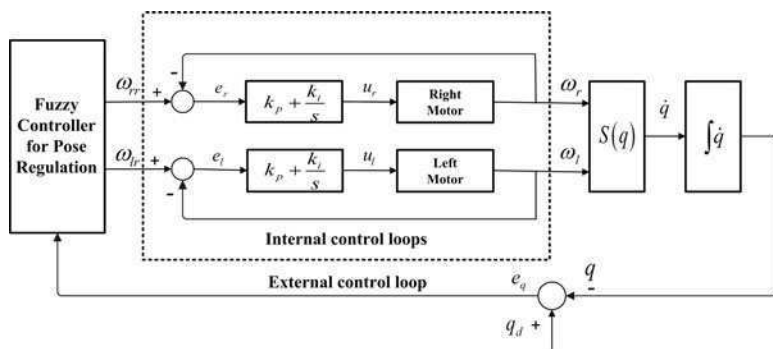 Fuzzy
Controller
for Pose
Regulation
ω_rr +
-
e_r
k_p + k_i/s
u_r
Right
Motor
ω_r
ω_lr +
-
e_l
k_p + k_i/s
u_l
Left
Motor
ω_l
S(q)
q̇
∫q̇
Internal control loops
External control loop
e_q
q
-
q_d +